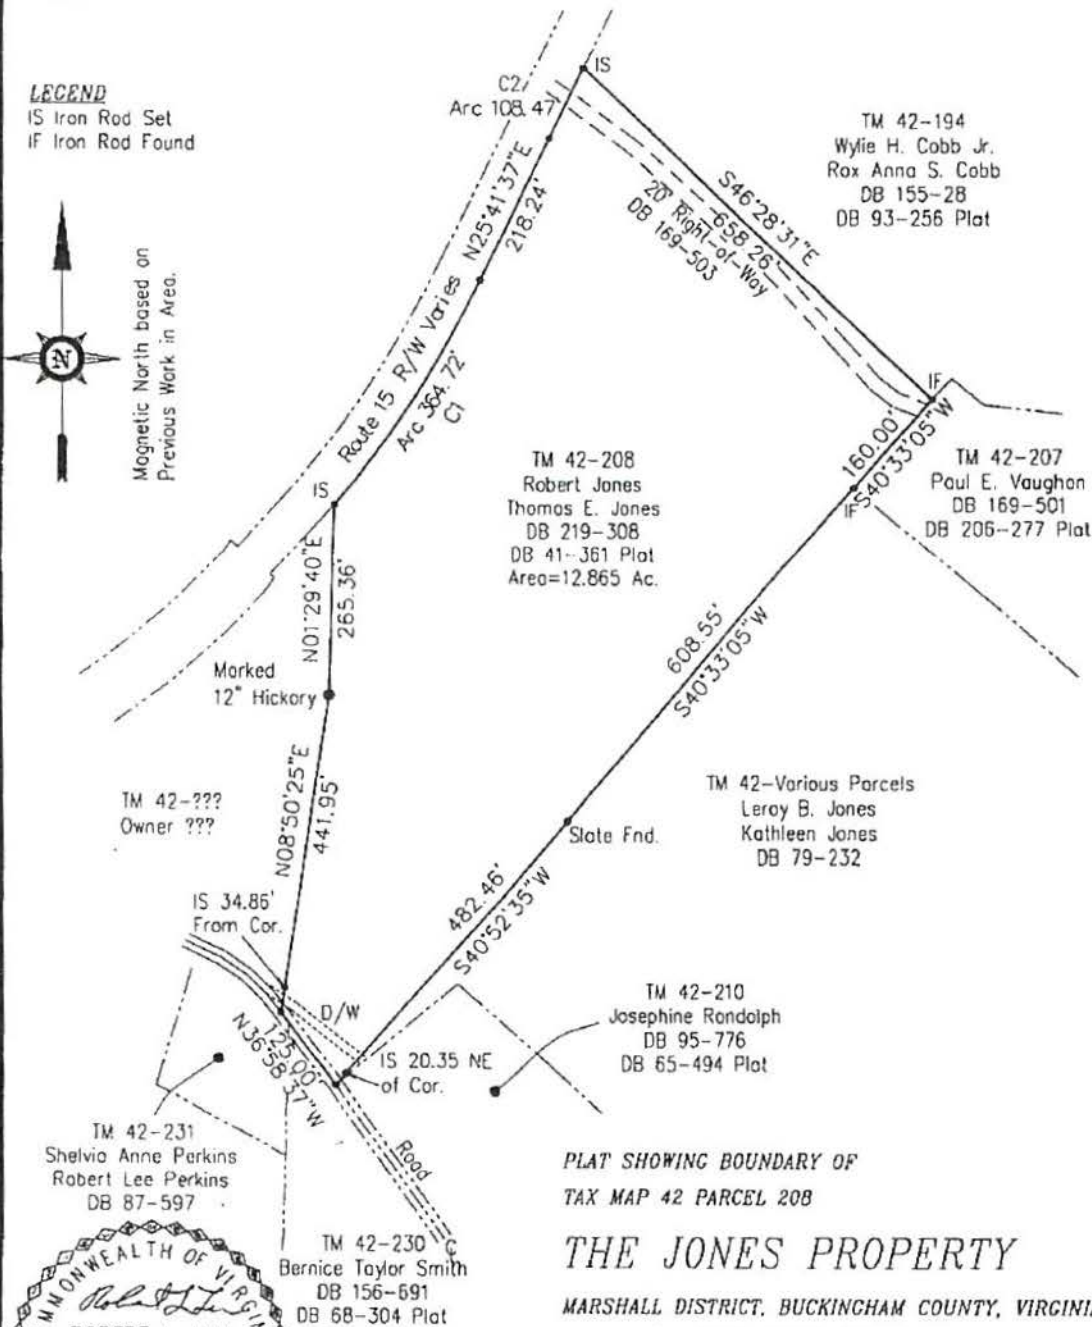 LEGEND
IS Iron Rod Set
IF Iron Rod Found
N
Magnetic North based on
Previous Work in Area.
IS
C2
Arc 108.47'
N25°41'37"E
218.24'
Route 15 R/W Varies
Arc 364.72'
C1
S46°28'31"E
658.26'
20' Right-of-Way
DB 169-503
TM 42-194
Wylie H. Cobb Jr.
Rox Anna S. Cobb
DB 155-28
DB 93-256 Plat
IF
160.00'
S40°33'05"W
IF
TM 42-207
Paul E. Vaughan
DB 169-501
DB 206-277 Plat
TM 42-208
Robert Jones
Thomas E. Jones
DB 219-308
DB 41-361 Plat
Area=12.865 Ac.
IS
N01°29'40"E
265.36'
Marked
12" Hickory
608.55'
S40°33'05"W
TM 42-???
Owner ???
N08°50'25"E
441.95'
TM 42-Various Parcels
Leroy B. Jones
Kathleen Jones
DB 79-232
Slate Fnd.
482.46'
S40°52'35"W
IS 34.86'
From Cor.
D/W
125.00'
N36°58'37"W
IS 20.35 NE
of Cor.
TM 42-210
Josephine Randolph
DB 95-776
DB 65-494 Plat
Road
TM 42-231
Shelvia Anne Perkins
Robert Lee Perkins
DB 87-597
TM 42-230
Bernice Taylor Smith
DB 156-691
DB 68-304 Plat
PLAT SHOWING BOUNDARY OF
TAX MAP 42 PARCEL 208
THE JONES PROPERTY
MARSHALL DISTRICT, BUCKINGHAM COUNTY, VIRGINI
MMONWEALTH OF VIRGIN